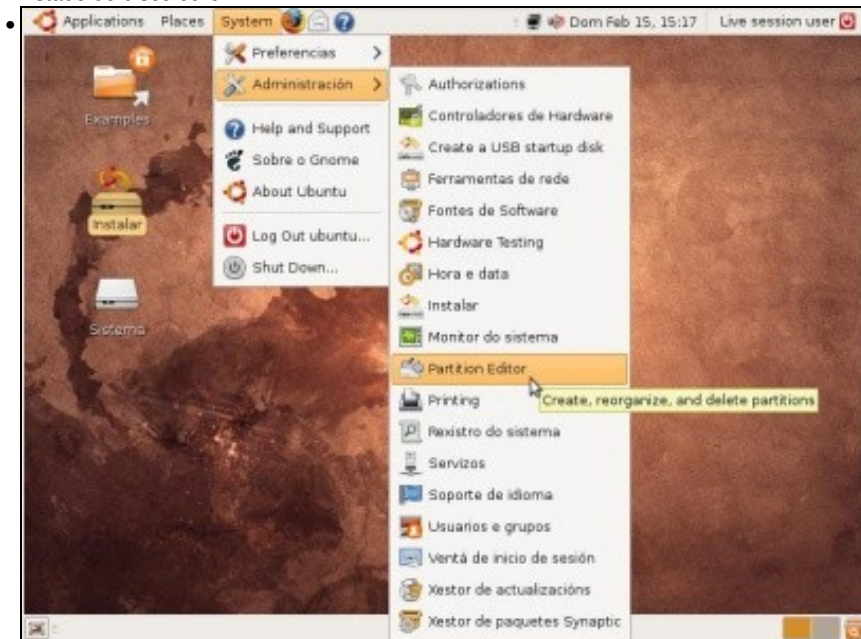 Applications Places System Dom Feb 15, 15:17 Live session user
Examples
Instalar
Sistema
Preferencias
Administración
Help and Support
Sobre o Gnome
About Ubuntu
Log Out ubuntu...
Shut Down...
Authorizations
Controladores de Hardware
Create a USB startup disk
Ferramentas de rede
Fontes de Software
Hardware Testing
Hora e data
Instalar
Monitor do sistema
Partition Editor
Create, reorganize, and delete partitions
Printing
Rexistro do sistema
Servizos
Soporte de idioma
Usuarios e grupos
Ventá de inicio de sesión
Xestor de actualizacións
Xestor de paquetes Synaptic